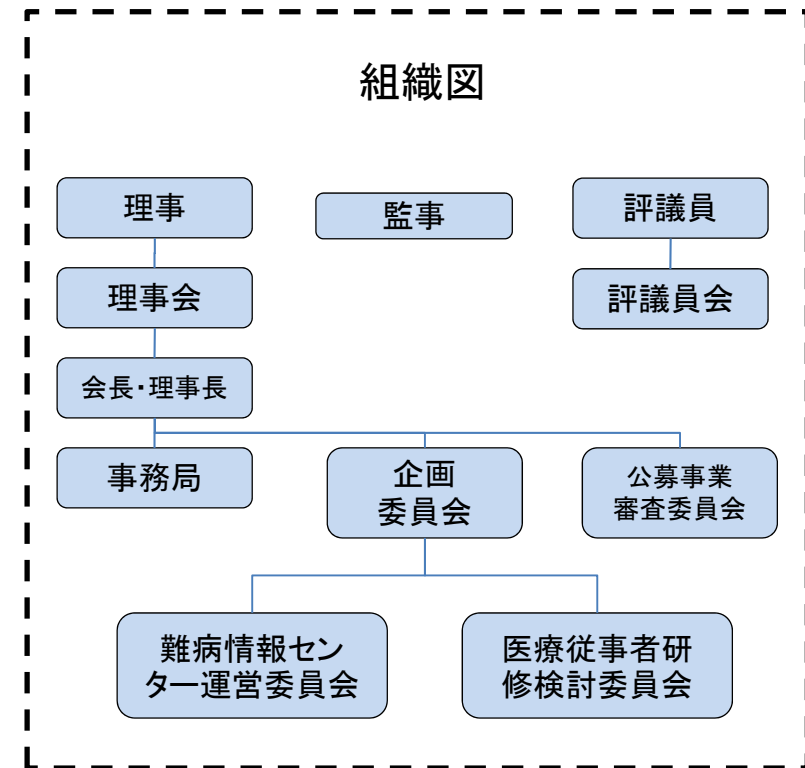 組織図
理事
監事
評議員
理事会
評議員会
会長・理事長
事務局
企画
委員会
公募事業
審査委員会
難病情報セン
ター運営委員会
医療従事者研
修検討委員会